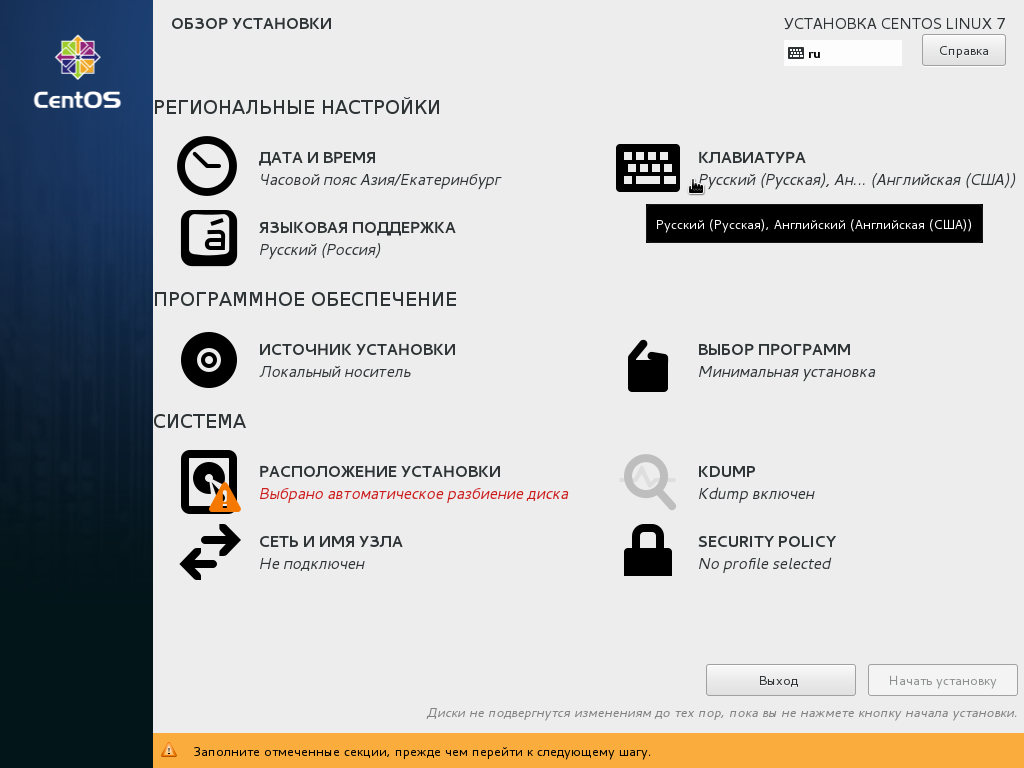 ОБЗОР УСТАНОВКИ
УСТАНОВКА CENTOS LINUX 7
ru
Справка
CentOS
РЕГИОНАЛЬНЫЕ НАСТРОЙКИ
ДАТА И ВРЕМЯ
Часовой пояс Азия/Екатеринбург
КЛАВИАТУРА
Русский (Русская), Ан... (Английская (США))
Русский (Русская), Английский (Английская (США))
ЯЗЫКОВАЯ ПОДДЕРЖКА
Русский (Россия)
ПРОГРАММНОЕ ОБЕСПЕЧЕНИЕ
ИСТОЧНИК УСТАНОВКИ
Локальный носитель
ВЫБОР ПРОГРАММ
Минимальная установка
СИСТЕМА
РАСПОЛОЖЕНИЕ УСТАНОВКИ
Выбрано автоматическое разбиение диска
KDUMP
Kdump включен
СЕТЬ И ИМЯ УЗЛА
Не подключен
SECURITY POLICY
No profile selected
Выход
Начать установку
Диски не подвергнутся изменениям до тех пор, пока вы не нажмете кнопку начала установки.
Заполните отмеченные секции, прежде чем перейти к следующему шагу.